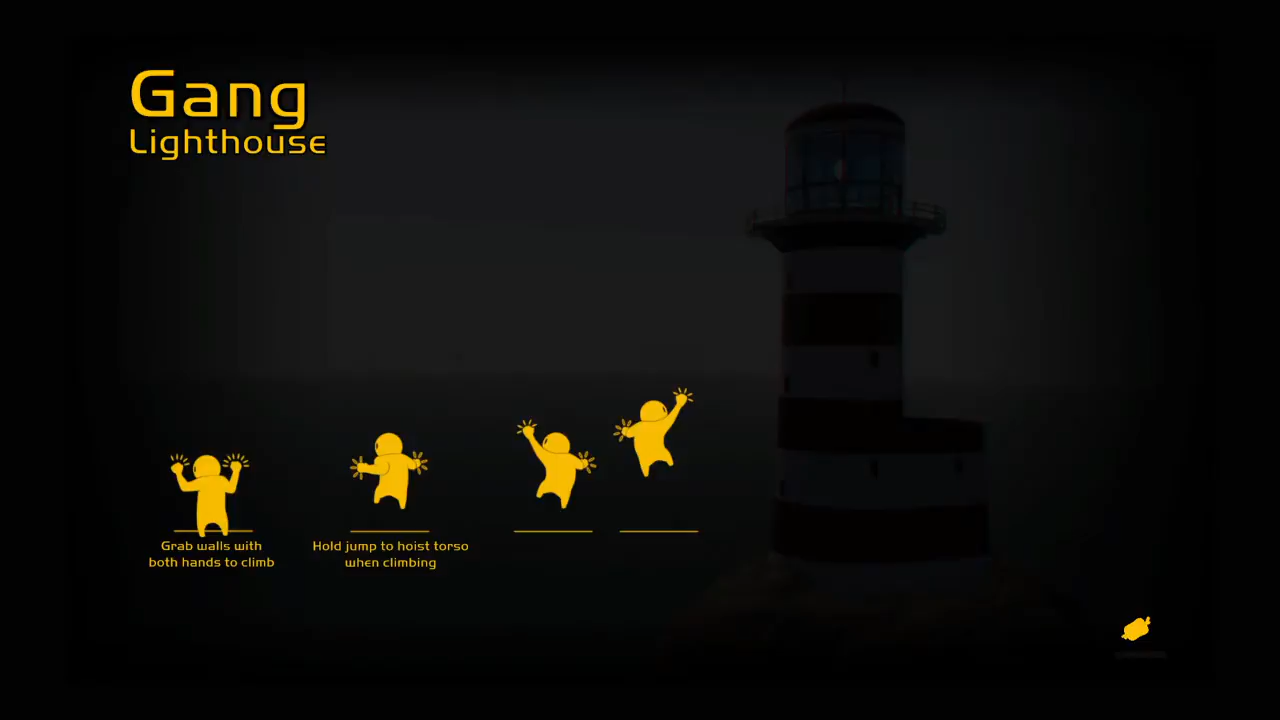 Gang
Lighthouse
Grab walls with
both hands to climb
Hold jump to hoist torso
when climbing